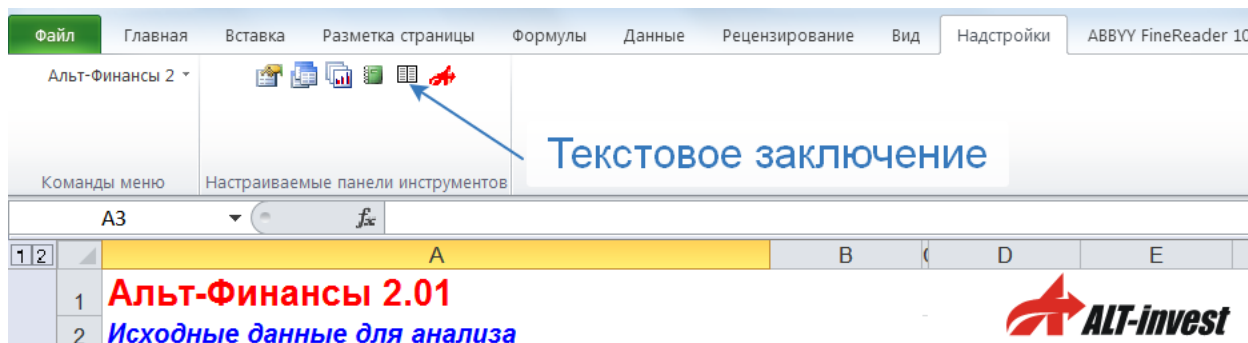 Файл Главная Вставка Разметка страницы Формулы Данные Рецензирование Вид Надстройки ABBYY FineReader 10
Альт-Финансы 2
Текстовое заключение
Команды меню Настраиваемые панели инструментов
A3 fx
1 2 A B C D E
1 Альт-Финансы 2.01
ALT-invest
2 Исходные данные для анализа